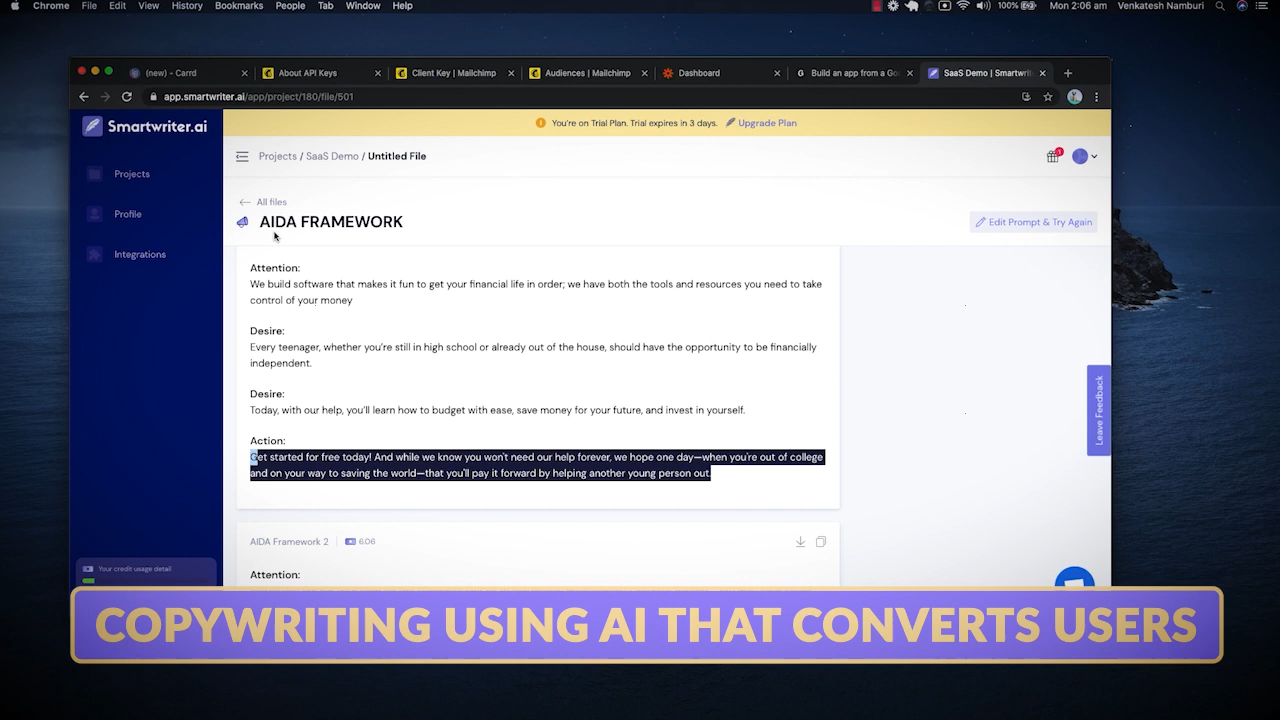 Chrome File Edit View History Bookmarks People Tab Window Help
100% Mon 2:06 am Venkatesh Namburi
(new) - Carrd
About API Keys
Client Key | Mailchimp
Audiences | Mailchimp
Dashboard
Build an app from a Go
SaaS Demo | Smartwrit
app.smartwriter.ai/app/project/180/file/501
Smartwriter.ai
You're on Trial Plan. Trial expires in 3 days. Upgrade Plan
Projects / SaaS Demo / Untitled File
1
Projects
Profile
Integrations
All files
AIDA FRAMEWORK
Edit Prompt & Try Again
Attention:
We build software that makes it fun to get your financial life in order; we have both the tools and resources you need to take
control of your money
Desire:
Every teenager, whether you're still in high school or already out of the house, should have the opportunity to be financially
independent.
Desire:
Today, with our help, you'll learn how to budget with ease, save money for your future, and invest in yourself.
Action:
Get started for free today! And while we know you won't need our help forever, we hope one day—when you're out of college
and on your way to saving the world—that you'll pay it forward by helping another young person out.
Leave Feedback
AIDA Framework 2 | 6.06
Attention:
Your credit usage detail
COPYWRITING USING AI THAT CONVERTS USERS